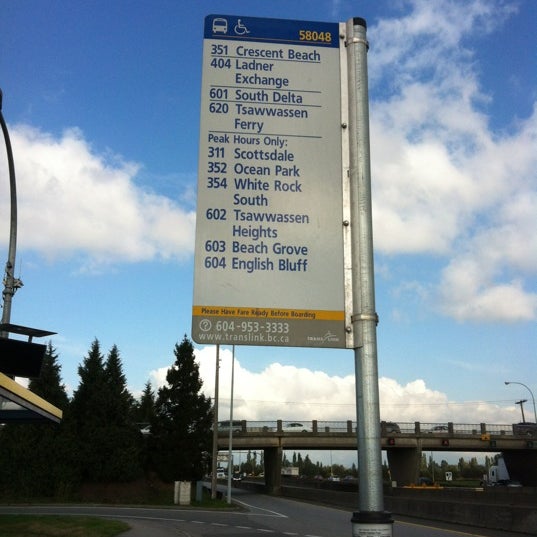 58048
351 Crescent Beach
404 Ladner
Exchange
601 South Delta
620 Tsawwassen
Ferry
Peak Hours Only:
311 Scottsdale
352 Ocean Park
354 White Rock
South
602 Tsawwassen
Heights
603 Beach Grove
604 English Bluff
Please Have Fare Ready Before Boarding
604-953-3333
www.translink.bc.ca TRANS LINK